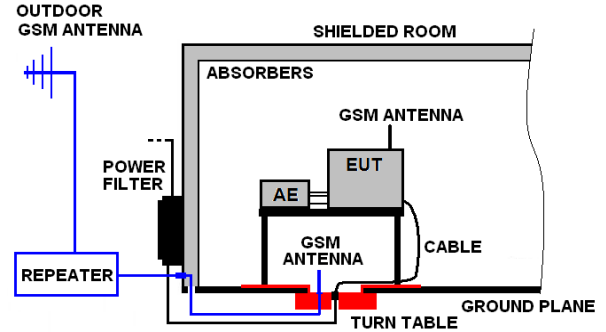 OUTDOOR
GSM ANTENNA
SHIELDED ROOM
ABSORBERS
GSM ANTENNA
POWER
FILTER
EUT
AE
GSM
ANTENNA
CABLE
REPEATER
GROUND PLANE
TURN TABLE